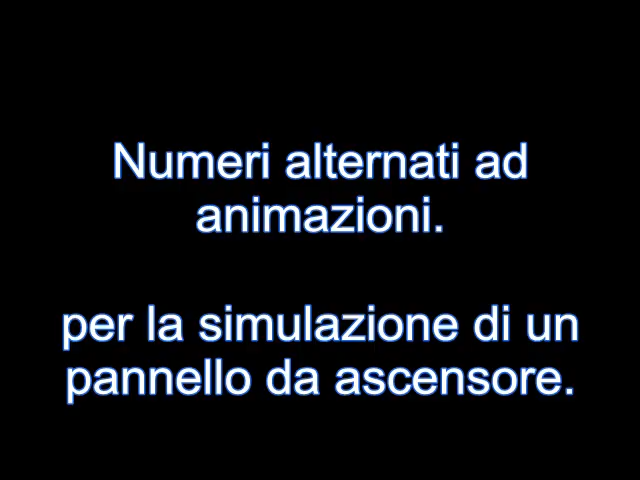 Numeri alternati ad
animazioni.
per la simulazione di un
pannello da ascensore.